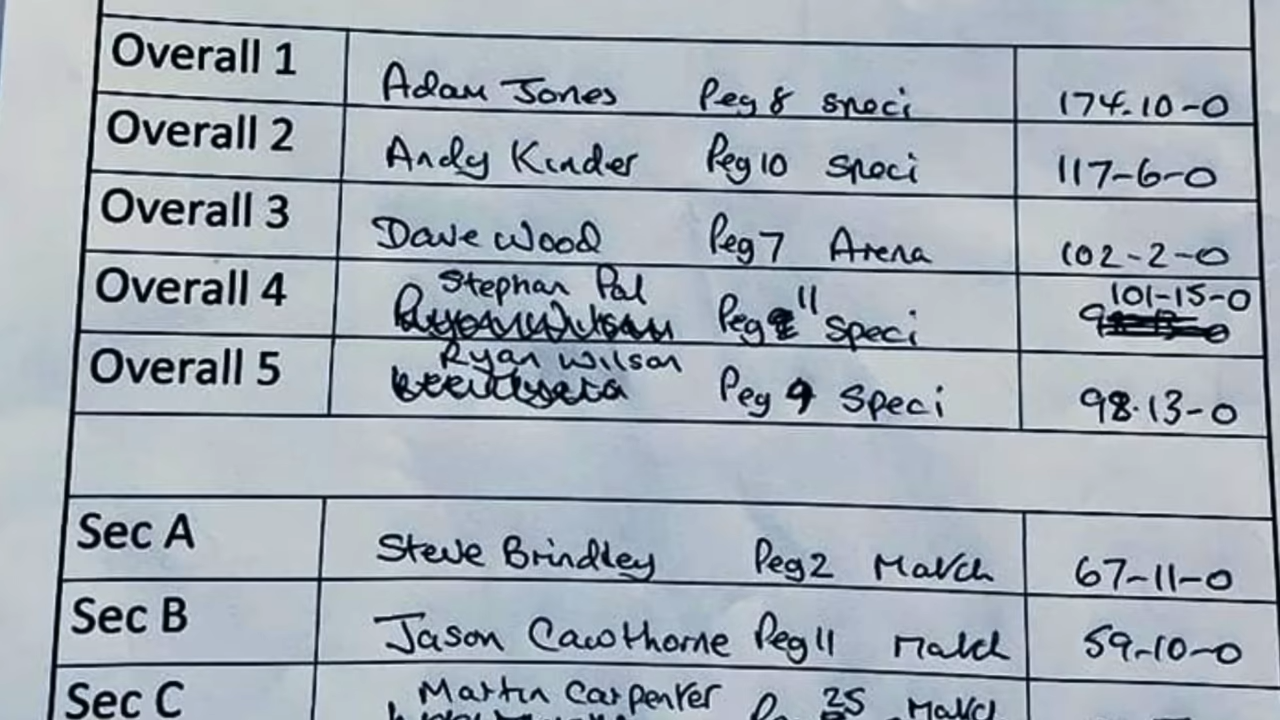 Overall 1 Adam Jones Peg 8 speci 174.10-0
Overall 2 Andy Kinder Peg 10 speci 117-6-0
Overall 3 Dave Wood Peg 7 Arena 102-2-0
Overall 4 Stephan Pal Peg 11 speci 101-15-0
Overall 5 Ryan Wilson Peg 9 Speci 98.13-0
Sec A Steve Brindley Peg 2 Match 67-11-0
Sec B Jason Cawthorne Peg 11 Match 59-10-0
Sec C Martin Carpenter 25 Match